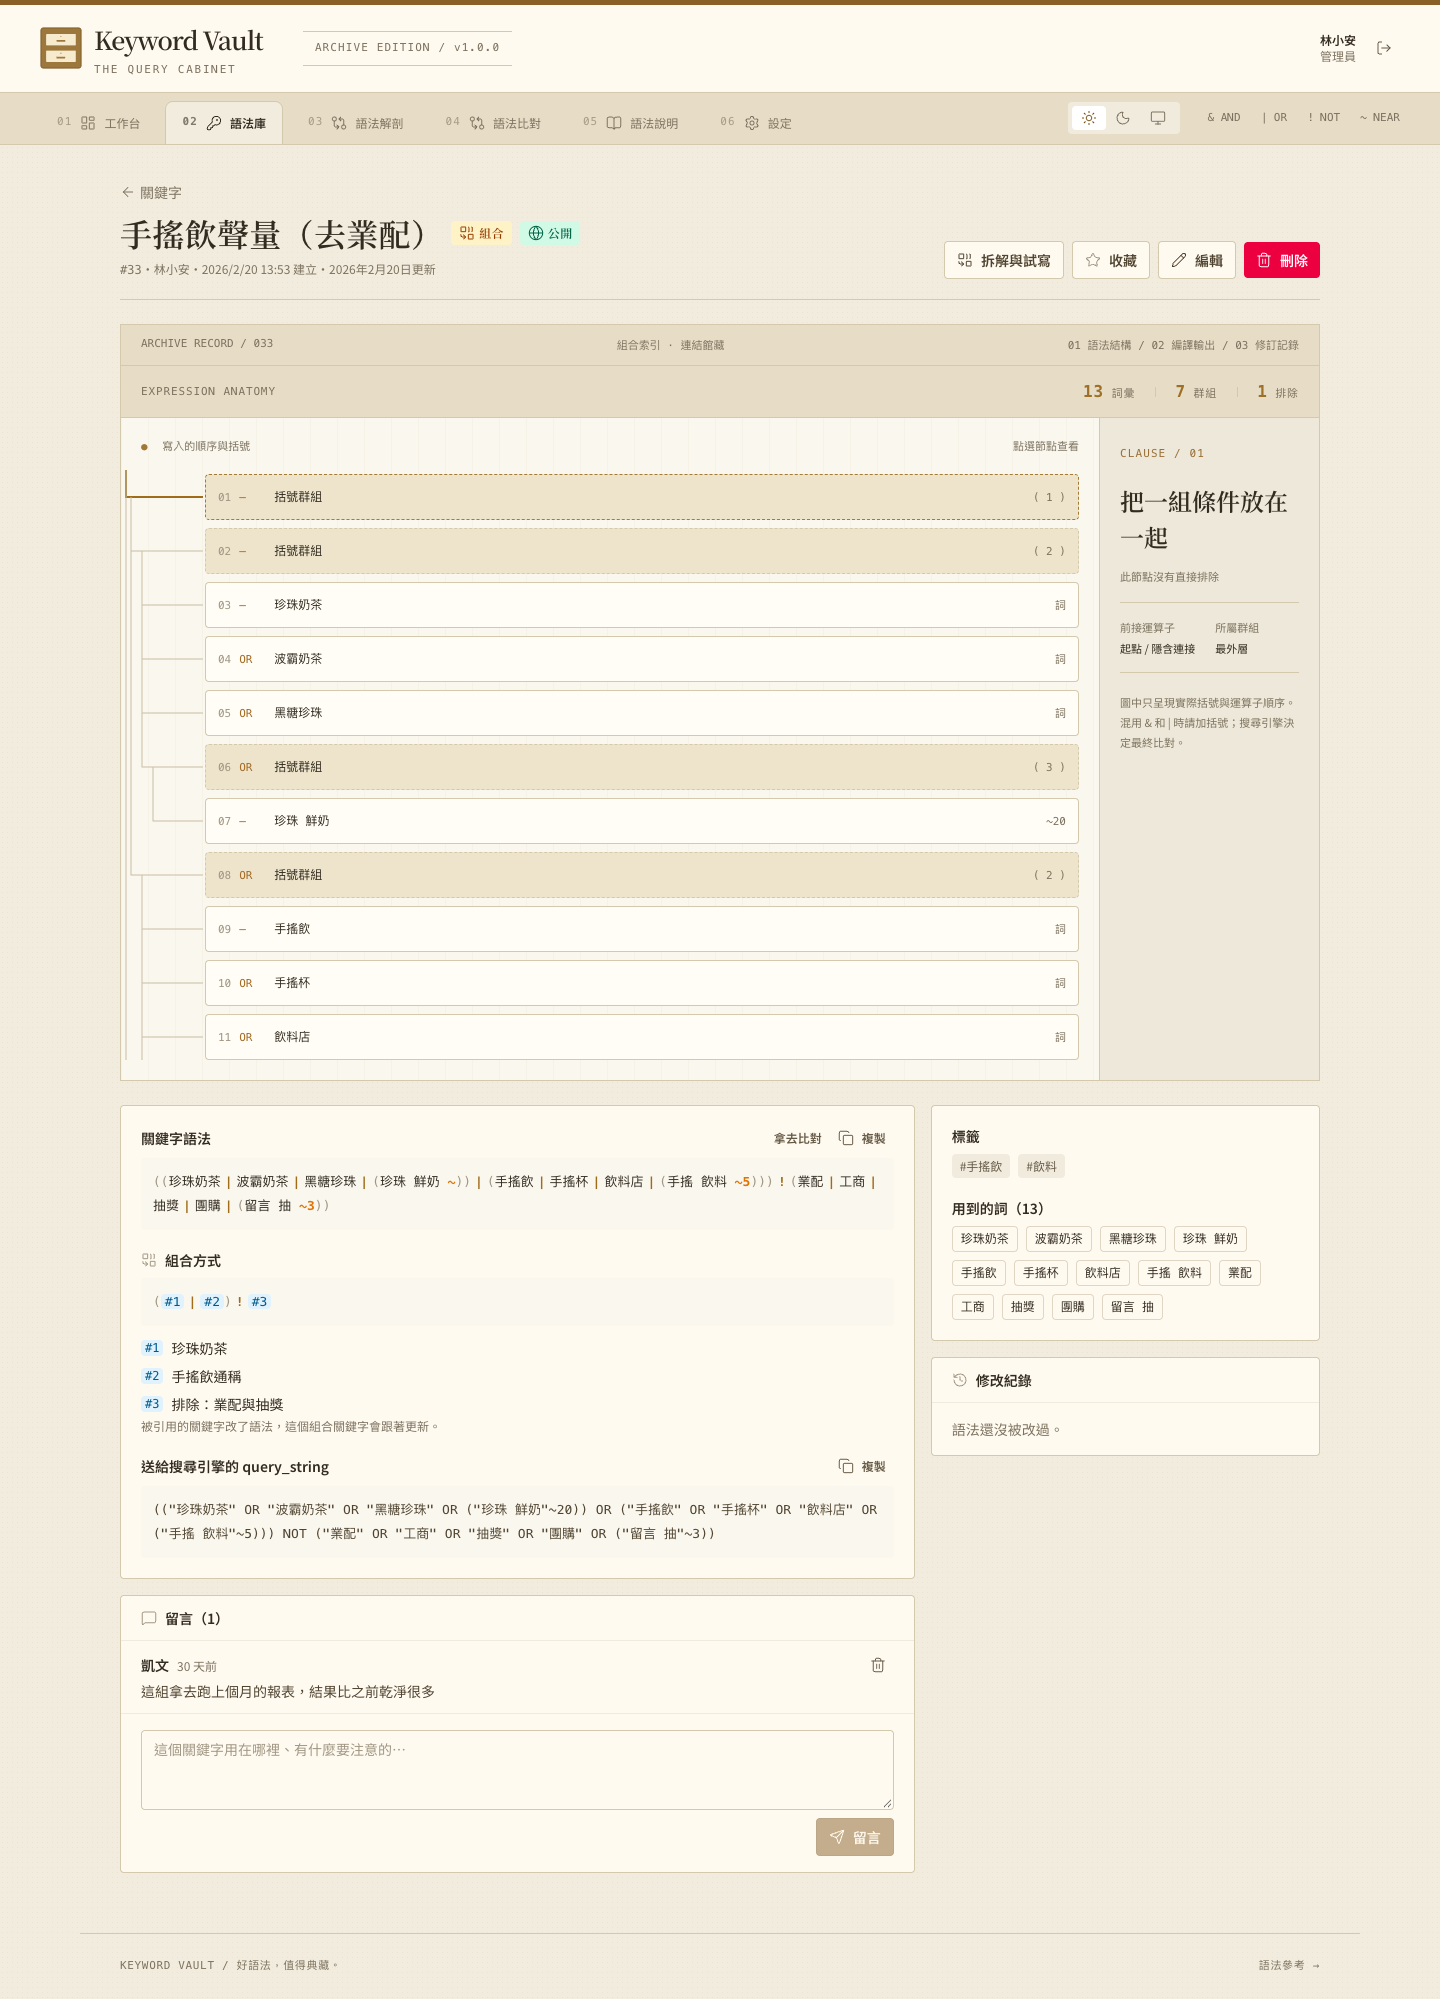 Keyword Vault
THE QUERY CABINET
ARCHIVE EDITION / v1.0.0
林小安
管理員
01 工作台
02 語法庫
03 語法解剖
04 語法比對
05 語法說明
06 設定
& AND | OR ! NOT ~ NEAR
關鍵字
手搖飲聲量（去業配） 組合 公開
#33・林小安・2026/2/20 13:53 建立・2026年2月20日更新
拆解與試寫 收藏 編輯 刪除
ARCHIVE RECORD / 033 組合索引 · 連結館藏 01 語法結構 / 02 編譯輸出 / 03 修訂記錄
EXPRESSION ANATOMY 13 詞彙 7 群組 1 排除
寫入的順序與括號 點選節點查看
01 — 括號群組 ( 1 )
02 — 括號群組 ( 2 )
03 — 珍珠奶茶 詞
04 OR 波霸奶茶 詞
05 OR 黑糖珍珠 詞
06 OR 括號群組 ( 3 )
07 — 珍珠 鮮奶 ~20
08 OR 括號群組 ( 2 )
09 — 手搖飲 詞
10 OR 手搖杯 詞
11 OR 飲料店 詞
CLAUSE / 01
把一組條件放在
一起
此節點沒有直接排除
前接運算子 所屬群組
起點 / 隱含連接 最外層
圖中只呈現實際括號與運算子順序。
混用 & 和 | 時請加括號；搜尋引擎決
定最終比對。
關鍵字語法 拿去比對 複製
((珍珠奶茶 | 波霸奶茶 | 黑糖珍珠 | (珍珠 鮮奶 ~)) | (手搖飲 | 手搖杯 | 飲料店 | (手搖 飲料 ~5))) ! (業配 | 工商 |
抽獎 | 團購 | (留言 抽 ~3))
組合方式
(#1 | #2) ! #3
#1 珍珠奶茶
#2 手搖飲通稱
#3 排除：業配與抽獎
被引用的關鍵字改了語法，這個組合關鍵字會跟著更新。
送給搜尋引擎的 query_string 複製
(("珍珠奶茶" OR "波霸奶茶" OR "黑糖珍珠" OR ("珍珠 鮮奶"~20)) OR ("手搖飲" OR "手搖杯" OR "飲料店" OR
("手搖 飲料"~5))) NOT ("業配" OR "工商" OR "抽獎" OR "團購" OR ("留言 抽"~3))
標籤
#手搖飲 #飲料
用到的詞（13）
珍珠奶茶 波霸奶茶 黑糖珍珠 珍珠 鮮奶
手搖飲 手搖杯 飲料店 手搖 飲料 業配
工商 抽獎 團購 留言 抽
修改紀錄
語法還沒被改過。
留言（1）
凱文 30 天前
這組拿去跑上個月的報表，結果比之前乾淨很多
這個關鍵字用在哪裡、有什麼要注意的…
留言
KEYWORD VAULT / 好語法，值得典藏。
語法參考 →